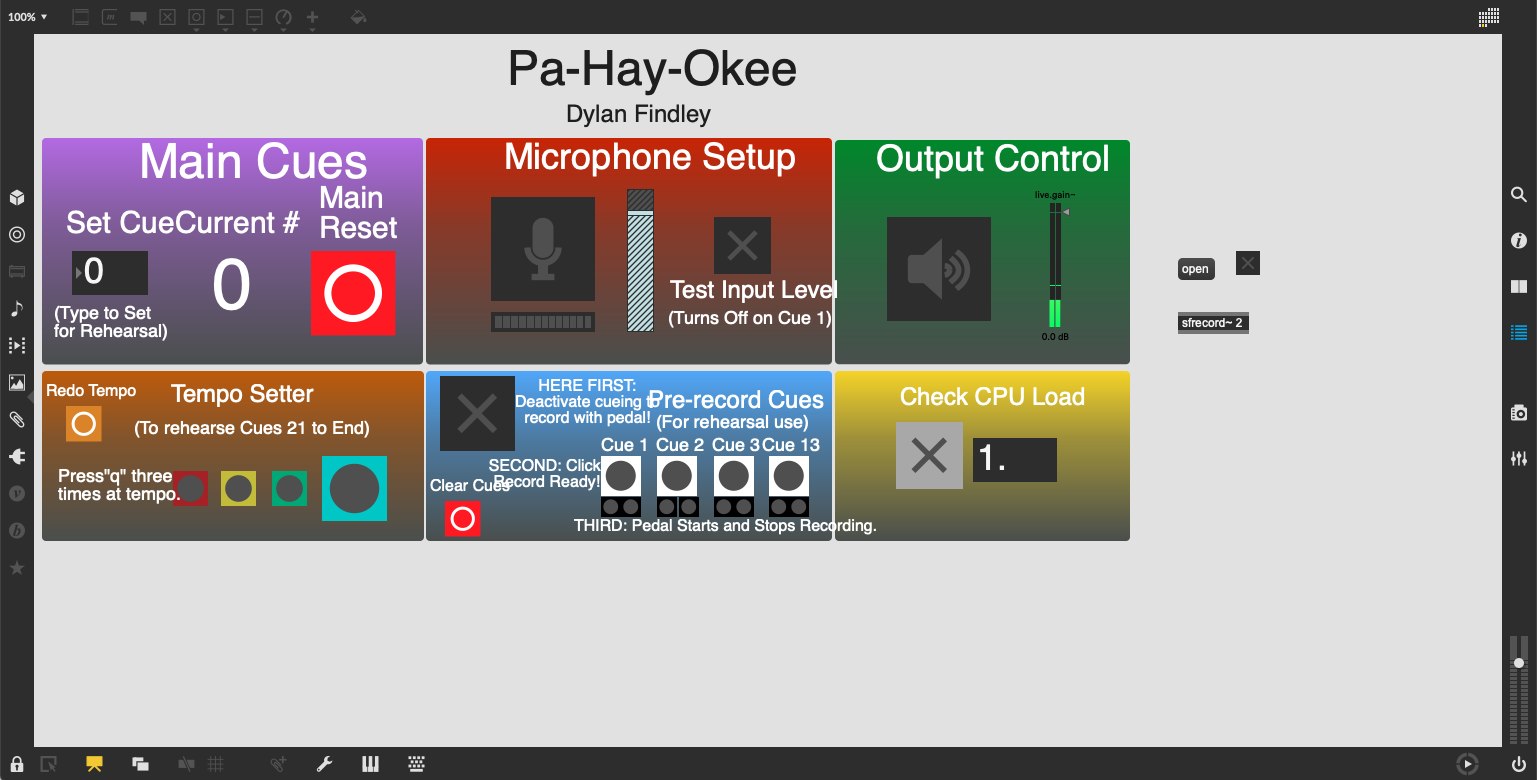 100%
Pa-Hay-Okee
Dylan Findley
Main Cues
Set Cue
Current #
Main
Reset
0
0
(Type to Set
for Rehearsal)
Microphone Setup
Test Input Level
(Turns Off on Cue 1)
Output Control
live.gain~
0.0 dB
open
sfrecord~ 2
Redo Tempo
Tempo Setter
(To rehearse Cues 21 to End)
Press"q" three
times at tempo.
HERE FIRST:
Deactivate cueing to
record with pedal!
Pre-record Cues
(For rehearsal use)
Cue 1
Cue 2
Cue 3
Cue 13
SECOND: Click
Record Ready!
Clear Cues
THIRD: Pedal Starts and Stops Recording.
Check CPU Load
1.